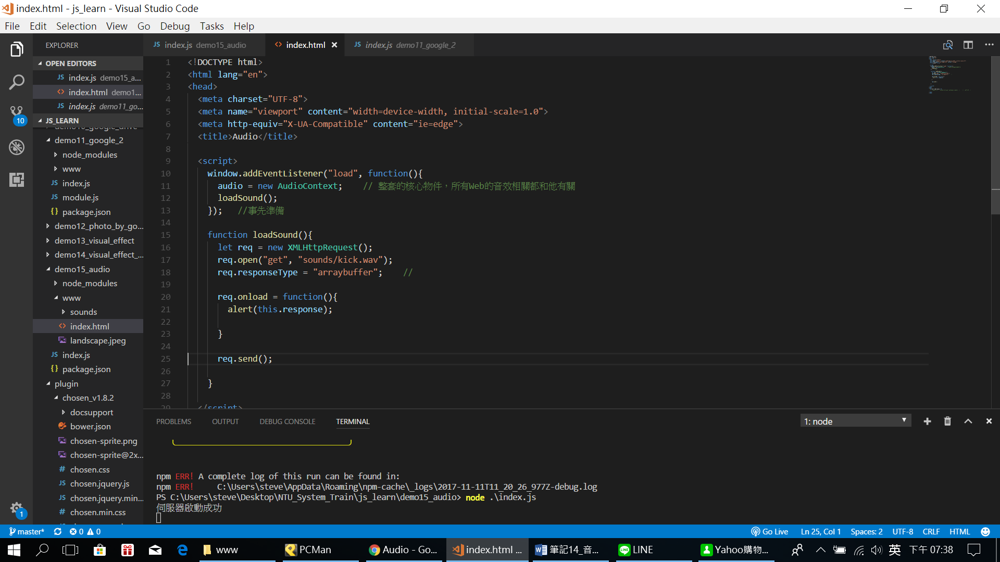 index.html - js_learn - Visual Studio Code
File Edit Selection View Go Debug Tasks Help
EXPLORER
OPEN EDITORS
JS index.js demo15_a...
<> index.html demo1...
JS index.js demo11_go...
JS_LEARN
demo11_google_2
node_modules
www
JS index.js
JS module.js
{} package.json
demo12_photo_by_go...
demo13_visual_effect
demo14_visual_effect_...
demo15_audio
node_modules
www
sounds
<> index.html
landscape.jpeg
JS index.js
{} package.json
plugin
chosen_v1.8.2
docsupport
bower.json
chosen-sprite.png
chosen-sprite@2x...
# chosen.css
JS chosen.jquery.js
JS chosen.jquery.min...
# chosen.min.css
10
1
JS index.js demo15_audio <> index.html × JS index.js demo11_google_2
1 <!DOCTYPE html>
2 <html lang="en">
3 <head>
4 <meta charset="UTF-8">
5 <meta name="viewport" content="width=device-width, initial-scale=1.0">
6 <meta http-equiv="X-UA-Compatible" content="ie=edge">
7 <title>Audio</title>
8
9 <script>
10 window.addEventListener("load", function(){
11 audio = new AudioContext; // 整套的核心物件，所有Web的音效相關都和他有關
12 loadSound();
13 }); //事先準備
14
15 function loadSound(){
16 let req = new XMLHttpRequest();
17 req.open("get", "sounds/kick.wav");
18 req.responseType = "arraybuffer"; //
19
20 req.onload = function(){
21 alert(this.response);
22
23 }
24
25 req.send();
26
27 }
28
29 </script>
PROBLEMS OUTPUT DEBUG CONSOLE TERMINAL 1: node
npm ERR! A complete log of this run can be found in:
npm ERR! C:\Users\steve\AppData\Roaming\npm-cache\_logs\2017-11-11T11_20_26_977Z-debug.log
PS C:\Users\steve\Desktop\NTU_System_Train\js_learn\demo15_audio> node .\index.js
伺服器啟動成功
master* 0 0 Go Live Ln 25, Col 1 Spaces: 2 UTF-8 CRLF HTML
www PCMan Audio - Go... index.html ... 筆記14_音... LINE Yahoo購物... 英 下午 07:38